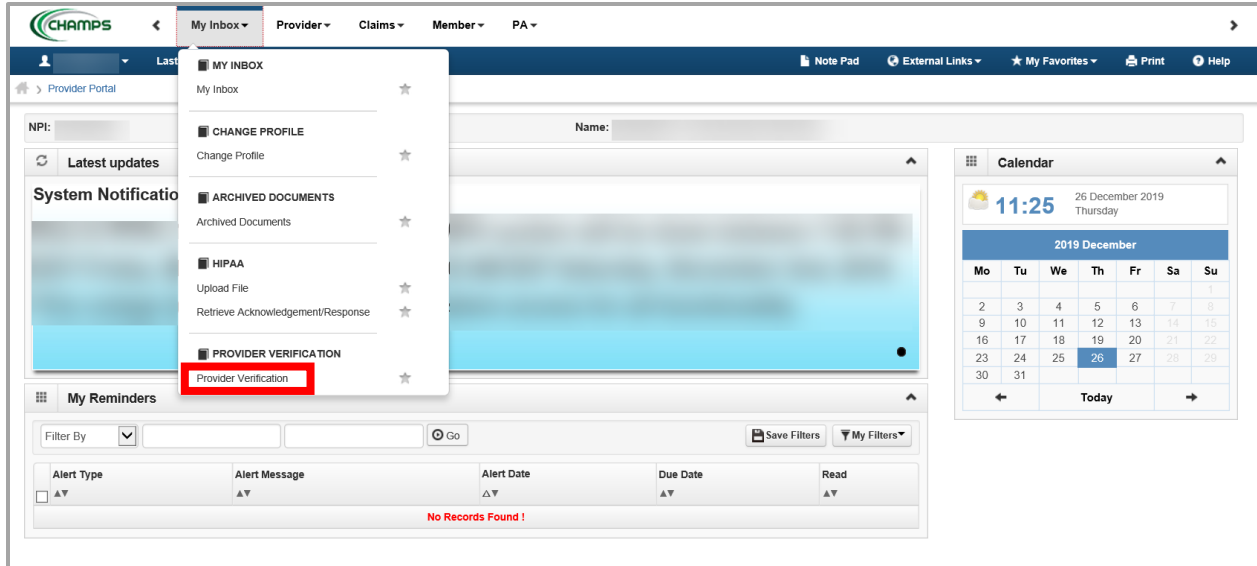 CHAMPS My Inbox Provider Claims Member PA
Last Note Pad External Links My Favorites Print Help
Provider Portal
MY INBOX
My Inbox
CHANGE PROFILE
Change Profile
ARCHIVED DOCUMENTS
Archived Documents
HIPAA
Upload File
Retrieve Acknowledgement/Response
PROVIDER VERIFICATION
Provider Verification
NPI: Name:
Latest updates
System Notificatio
Calendar
11:25 26 December 2019
Thursday
2019 December
Mo Tu We Th Fr Sa Su
1
2 3 4 5 6 7 8
9 10 11 12 13 14 15
16 17 18 19 20 21 22
23 24 25 26 27 28 29
30 31
Today
My Reminders
Filter By Go Save Filters My Filters
Alert Type Alert Message Alert Date Due Date Read
No Records Found !